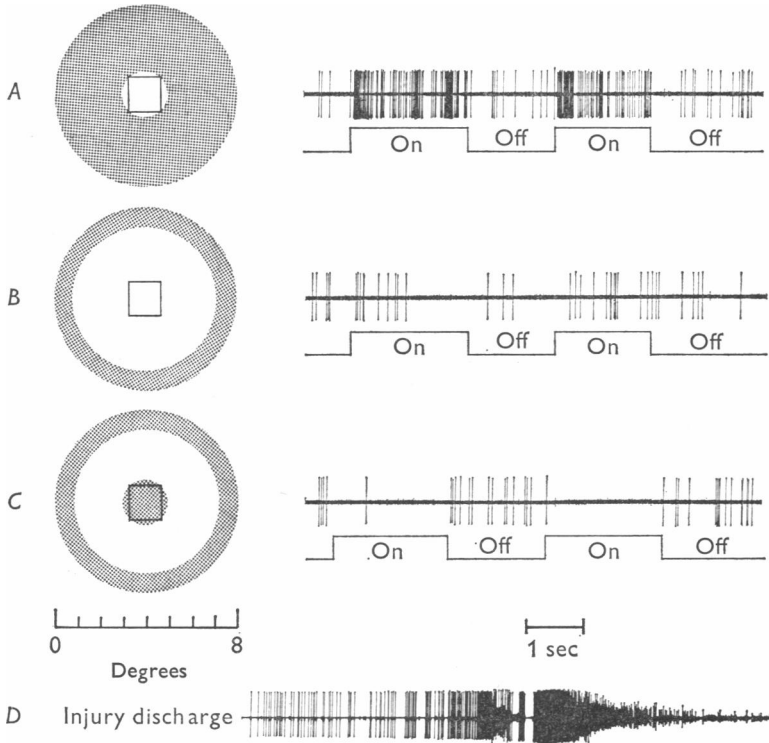 A
On Off On Off
B
On Off On Off
C
On Off On Off
0 8
Degrees
1 sec
D Injury discharge